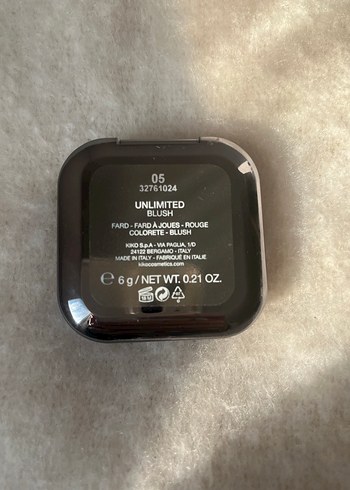 05
32761024
UNLIMITED
BLUSH
FARD - FARD À JOUES - ROUGE
COLORETE - BLUSH
KIKO S.p.A - VIA PAGLIA, 1/D
24122 BERGAMO - ITALY
MADE IN ITALY - FABRIQUÉ EN ITALIE
kikocosmetics.com
℮ 6 g / NET WT. 0.21 OZ.